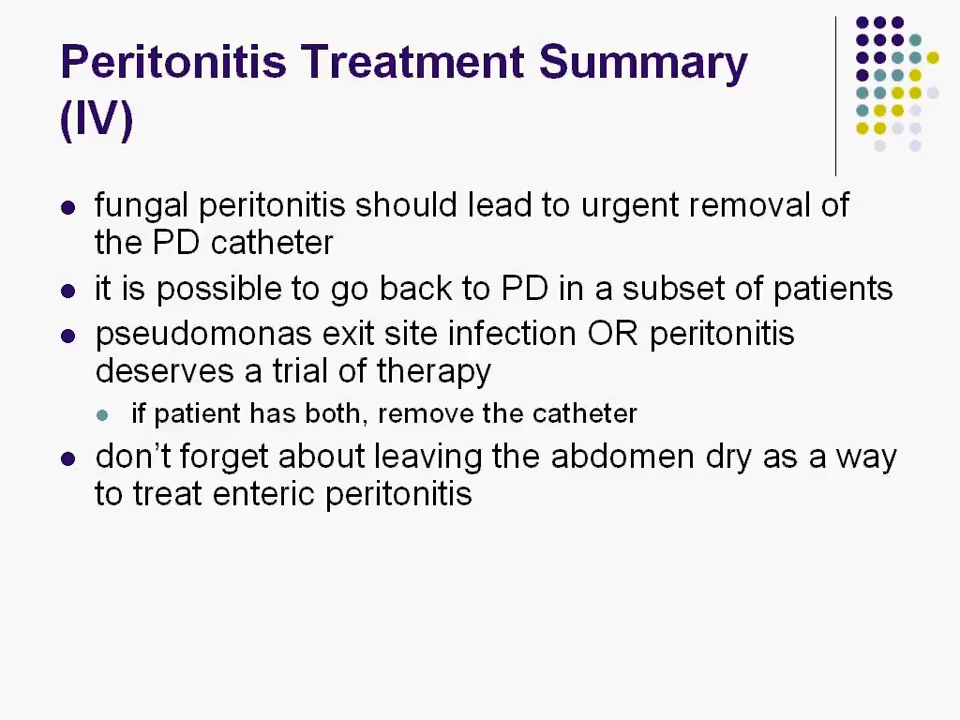 Peritonitis Treatment Summary
(IV)
fungal peritonitis should lead to urgent removal of
the PD catheter
it is possible to go back to PD in a subset of patients
pseudomonas exit site infection OR peritonitis
deserves a trial of therapy
if patient has both, remove the catheter
don't forget about leaving the abdomen dry as a way
to treat enteric peritonitis